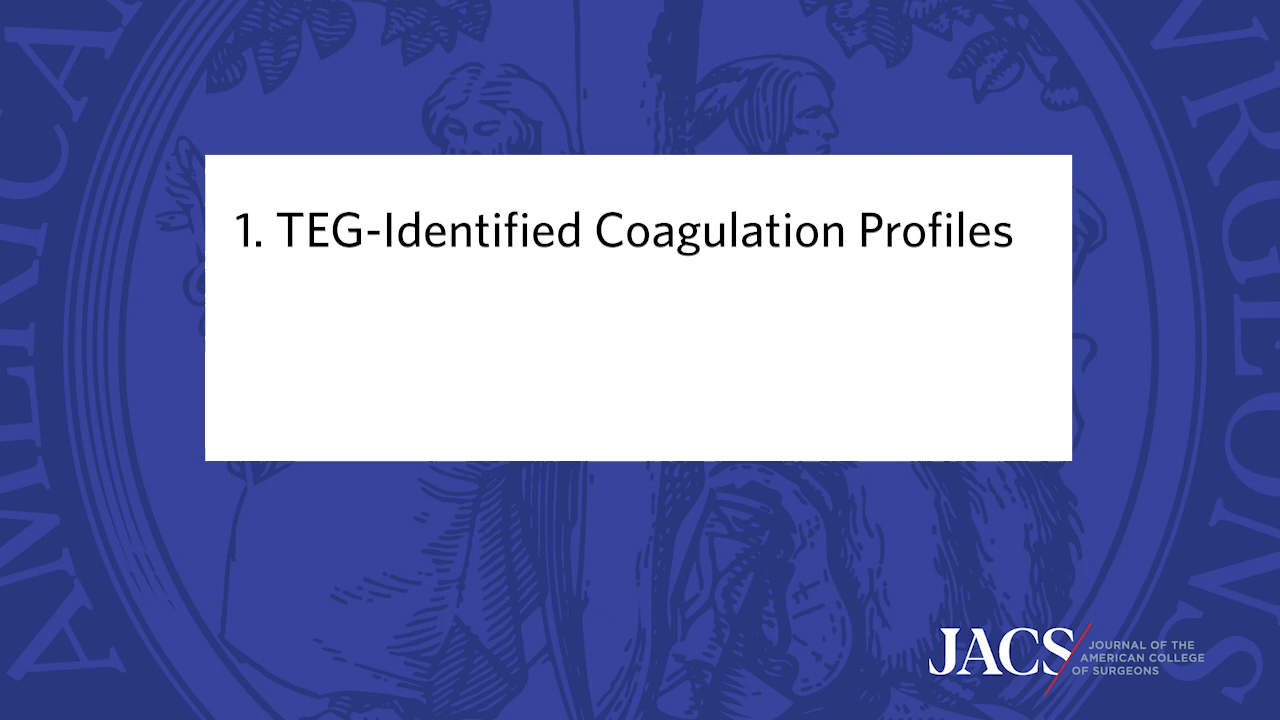 1. TEG-Identified Coagulation Profiles
JACS
JOURNAL OF THE
AMERICAN COLLEGE
OF SURGEONS